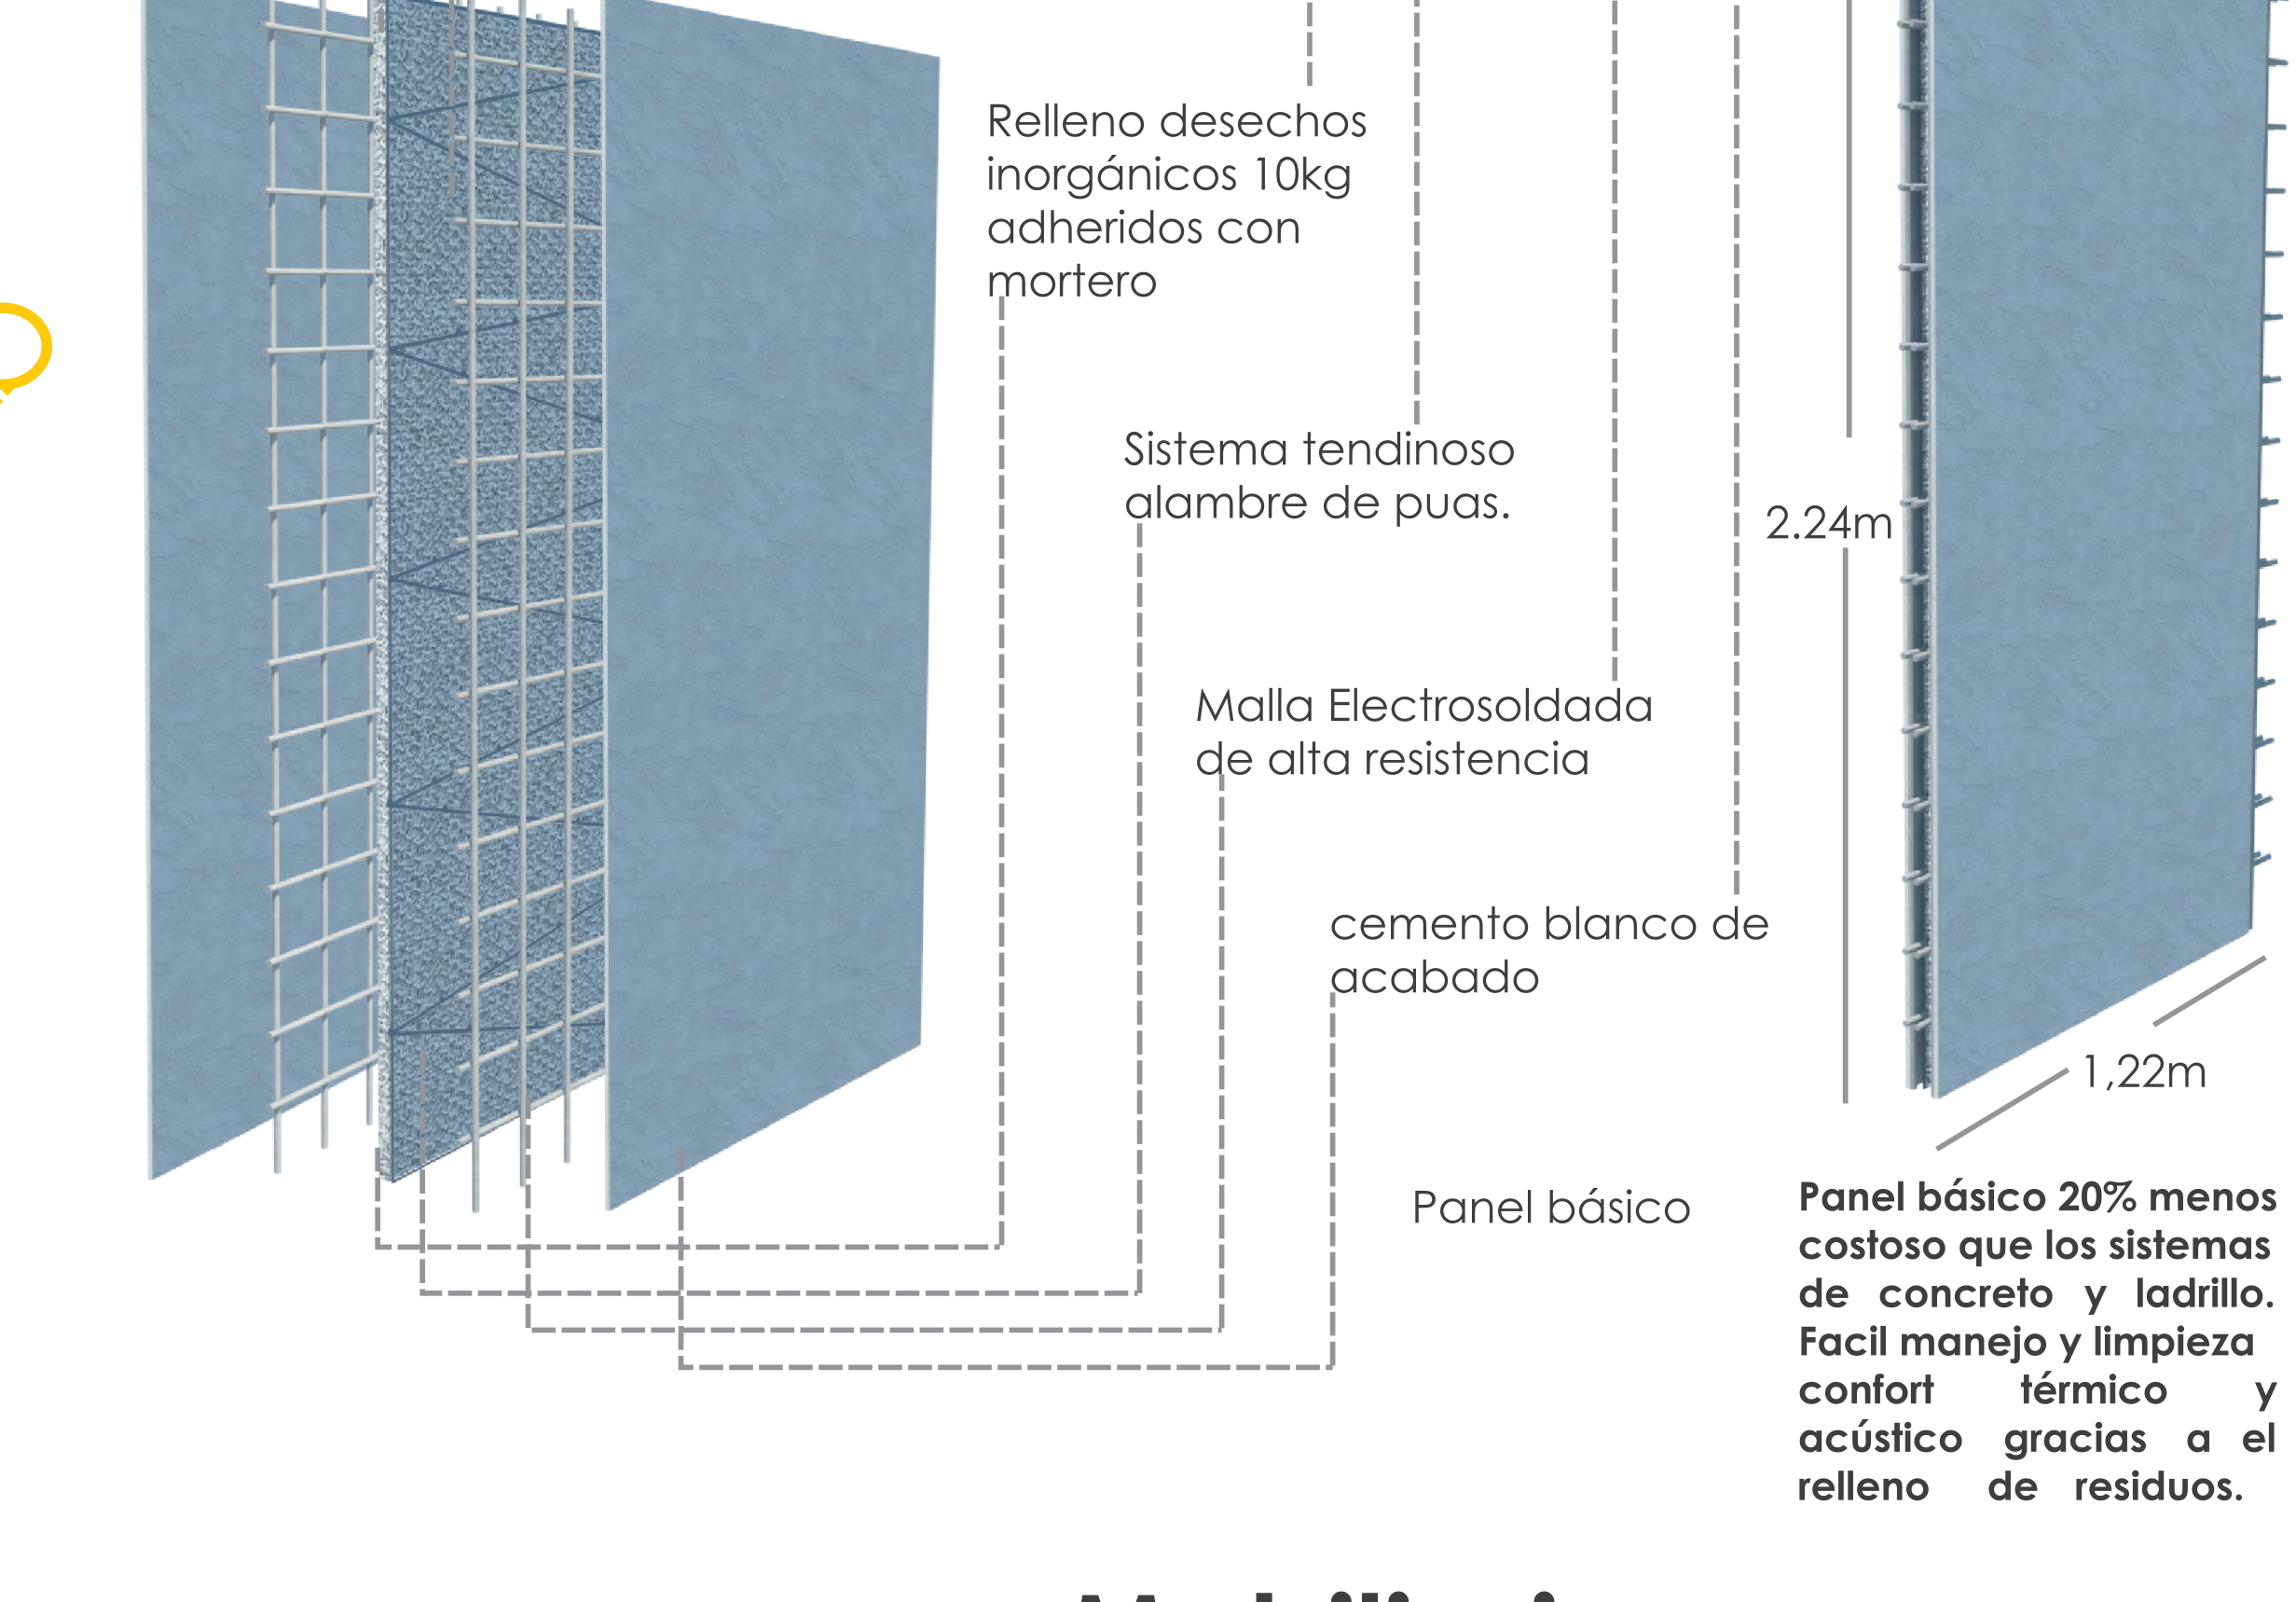 Relleno desechos
inorgánicos 10kg
adheridos con
mortero
Sistema tendinoso
alambre de puas.
2.24m
Malla Electrosoldada
de alta resistencia
cemento blanco de
acabado
1,22m
Panel básico
Panel básico 20% menos
costoso que los sistemas
de concreto y ladrillo.
Facil manejo y limpieza
confort térmico y
acústico gracias a el
relleno de residuos.